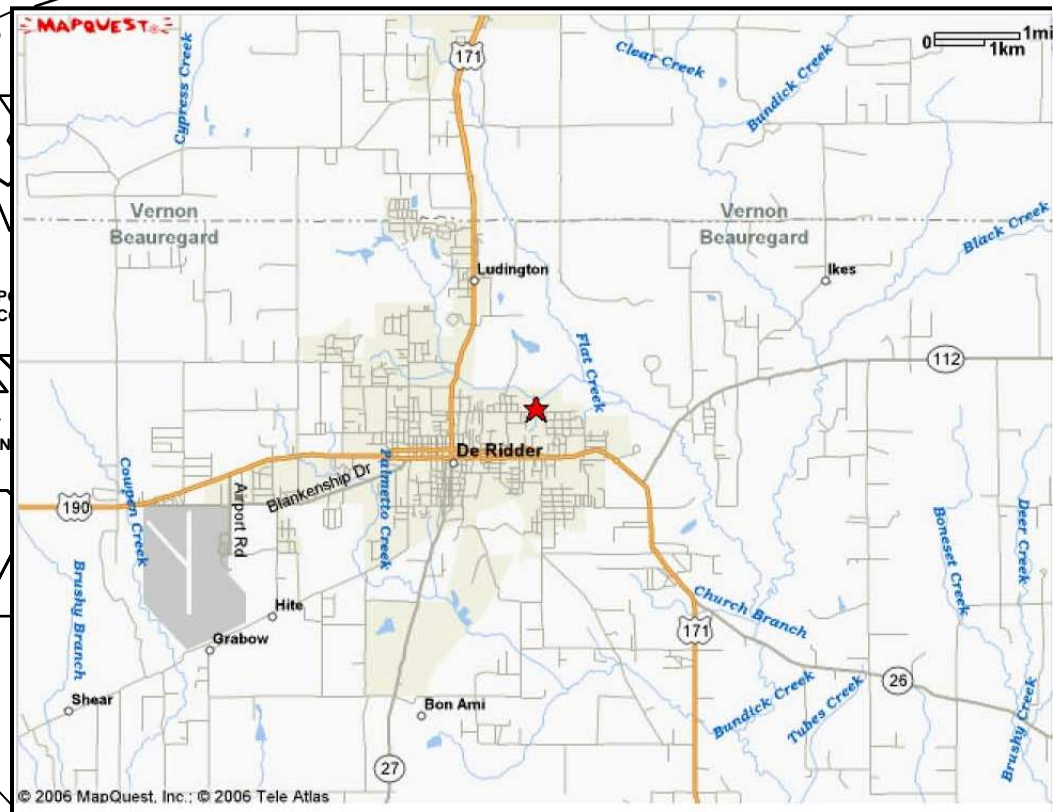 MAPQUEST
171
Clear Creek
Bundick Creek
0 1mi
1km
Cypress Creek
Vernon
Beauregard
Vernon
Beauregard
Black Creek
Ludington
Ikes
Flat Creek
112
De Ridder
Blankenship Dr
Palmetto Creek
Cowpen Creek
Airport Rd
190
Boneset Creek
Deer Creek
Brushy Branch
Hite
Grabow
Church Branch
171
26
Shear
Bon Ami
Bundick Creek
Tubes Creek
Brushy Creek
27
© 2006 MapQuest, Inc.; © 2006 Tele Atlas